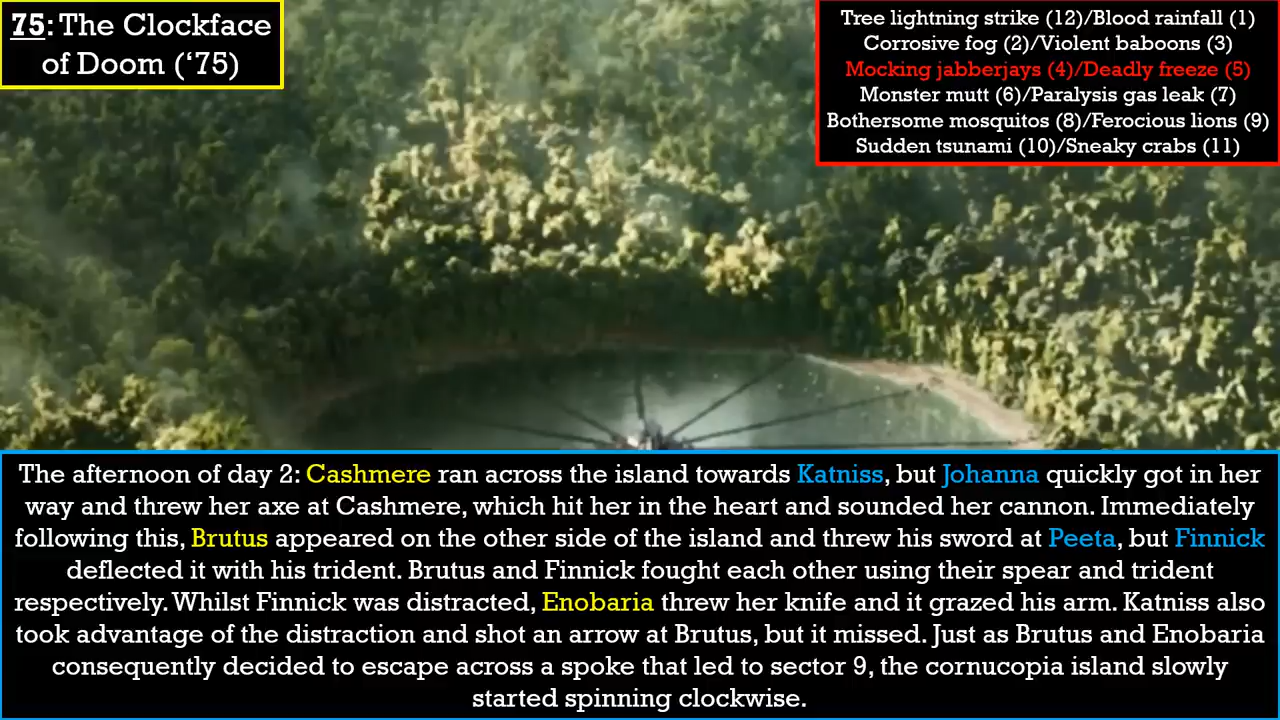 75: The Clockface
of Doom (‘75)
Tree lightning strike (12)/Blood rainfall (1)
Corrosive fog (2)/Violent baboons (3)
Mocking jabberjays (4)/Deadly freeze (5)
Monster mutt (6)/Paralysis gas leak (7)
Bothersome mosquitos (8)/Ferocious lions (9)
Sudden tsunami (10)/Sneaky crabs (11)
The afternoon of day 2: Cashmere ran across the island towards Katniss, but Johanna quickly got in her
way and threw her axe at Cashmere, which hit her in the heart and sounded her cannon. Immediately
following this, Brutus appeared on the other side of the island and threw his sword at Peeta, but Finnick
deflected it with his trident. Brutus and Finnick fought each other using their spear and trident
respectively. Whilst Finnick was distracted, Enobaria threw her knife and it grazed his arm. Katniss also
took advantage of the distraction and shot an arrow at Brutus, but it missed. Just as Brutus and Enobaria
consequently decided to escape across a spoke that led to sector 9, the cornucopia island slowly
started spinning clockwise.